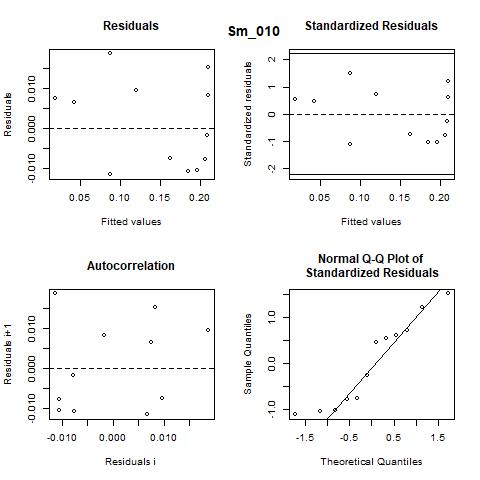 Sm_010
Residuals
Residuals
-0.010
0.000
0.010
0.05
0.10
0.15
0.20
Fitted values
Standardized Residuals
Standardized residuals
-2
-1
0
1
2
0.05
0.10
0.15
0.20
Fitted values
Autocorrelation
Residuals i+1
-0.010
0.000
0.010
-0.010
0.000
0.010
Residuals i
Normal Q-Q Plot of
Standardized Residuals
Sample Quantiles
-1.0
0.0
1.0
-1.5
-0.5
0.5
1.5
Theoretical Quantiles